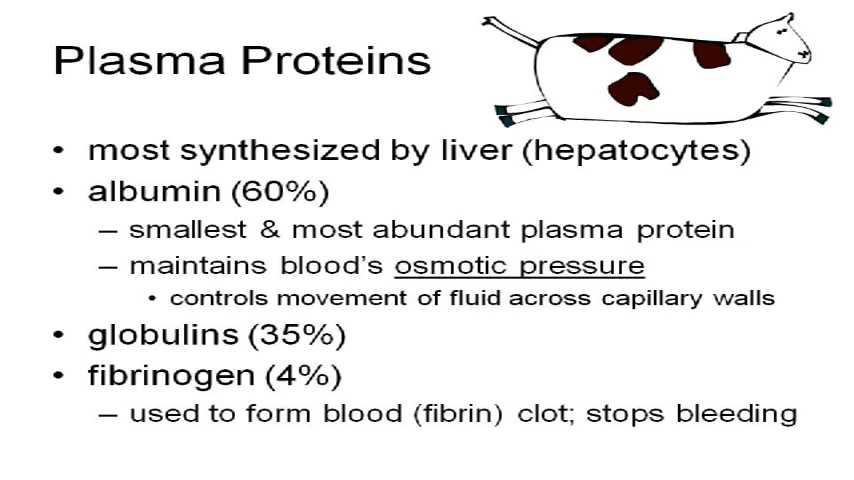 Plasma Proteins
• most synthesized by liver (hepatocytes)
• albumin (60%)
– smallest & most abundant plasma protein
– maintains blood's osmotic pressure
• controls movement of fluid across capillary walls
• globulins (35%)
• fibrinogen (4%)
– used to form blood (fibrin) clot; stops bleeding